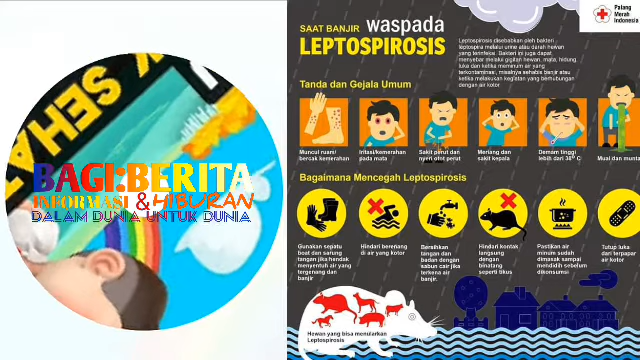 K SEHA
BAGI:BERITA
INFORMASI & HIBURAN
DALAM DUNIA UNTUK DUNIA
Palang
Merah
Indonesia
SAAT BANJIR waspada
LEPTOSPIROSIS
Leptospirosis disebabkan oleh bakteri
leptospira melalui urine atau darah hewan
yang terinfeksi. Bakteri ini juga dapat
menyebar melalui gigitan hewan, mata, hidung,
luka dan ketika meminum air yang
terkontaminasi, misalnya sehabis banjir atau
ketika melakukan kegiatan yang berhubungan
dengan air kotor
Tanda dan Gejala Umum
Muncul ruam/
bercak kemerahan
Iritasi/kemerahan
pada mata
Sakit perut dan
nyeri otot perut
Meriang dan
sakit kepala
Demam tinggi
lebih dari 38° C
Mual dan munta
Bagaimana Mencegah Leptospirosis
Gunakan sepatu
boat dan sarung
tangan jika hendak
menyentuh air yang
tergenang dan
banjir
Hindari berenang
di air yang kotor
Bersihkan
tangan dan
badan dengan
sabun cair jika
terkena air
banjir.
Hindari kontak
langsung
dengan
binatang
seperti tikus
Pastikan air
minum sudah
dimasak sampai
mendidih sebelum
dikonsumsi
Tutup luka
dari terpapar
air kotor
Hewan yang bisa menularkan
Leptospirosis